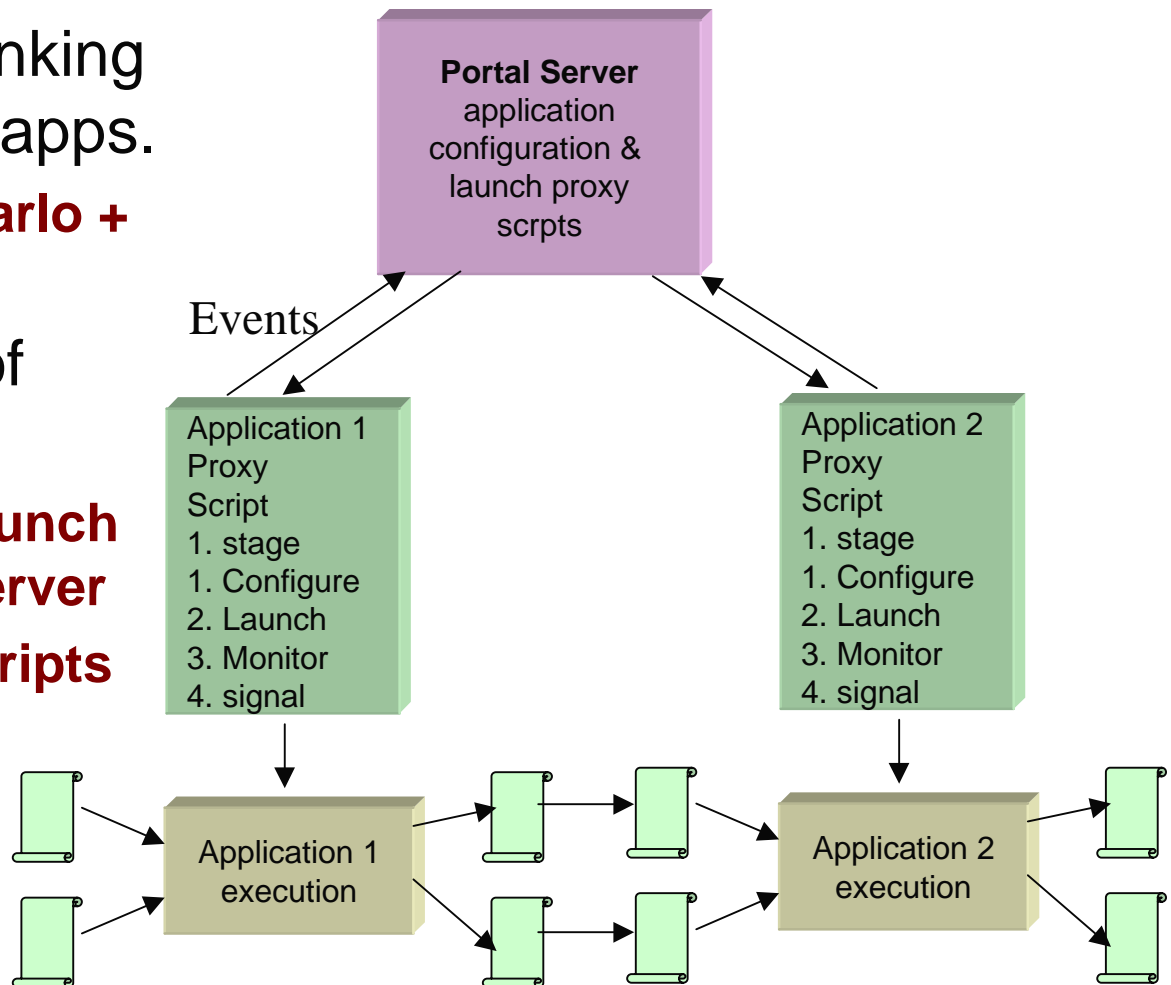 nking
apps.
arlo +
of
unch
erver
ripts
Portal Server
application
configuration &
launch proxy
scrpts
Events
Application 1
Proxy
Script
1. stage
1. Configure
2. Launch
3. Monitor
4. signal
Application 2
Proxy
Script
1. stage
1. Configure
2. Launch
3. Monitor
4. signal
Application 1
execution
Application 2
execution